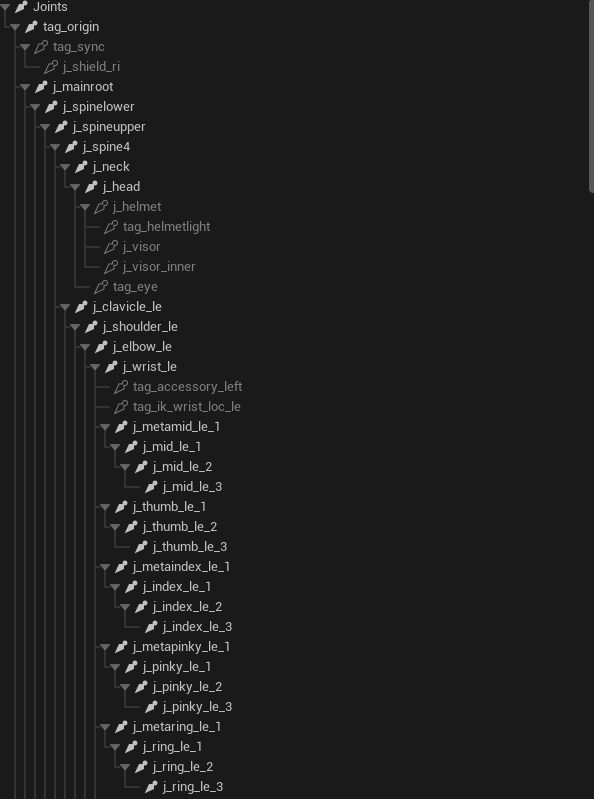 Joints
tag_origin
tag_sync
j_shield_ri
j_mainroot
j_spinelower
j_spineupper
j_spine4
j_neck
j_head
j_helmet
tag_helmetlight
j_visor
j_visor_inner
tag_eye
j_clavicle_le
j_shoulder_le
j_elbow_le
j_wrist_le
tag_accessory_left
tag_ik_wrist_loc_le
j_metamid_le_1
j_mid_le_1
j_mid_le_2
j_mid_le_3
j_thumb_le_1
j_thumb_le_2
j_thumb_le_3
j_metaindex_le_1
j_index_le_1
j_index_le_2
j_index_le_3
j_metapinky_le_1
j_pinky_le_1
j_pinky_le_2
j_pinky_le_3
j_metaring_le_1
j_ring_le_1
j_ring_le_2
j_ring_le_3